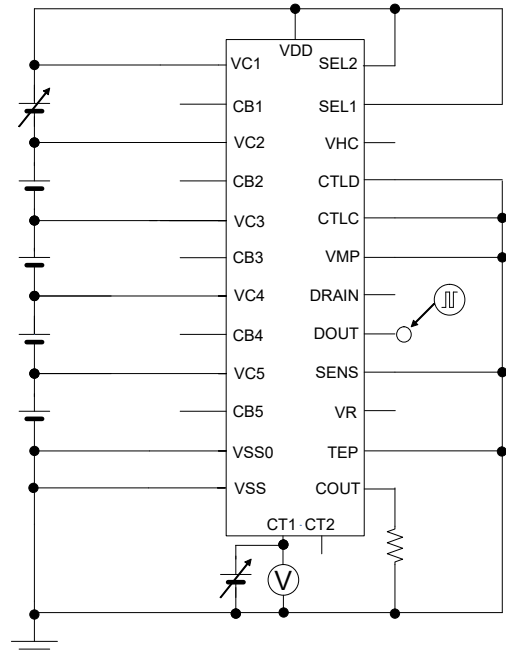 VDD
VC1
SEL2
CB1
SEL1
VC2
VHC
CB2
CTLD
VC3
CTLC
CB3
VMP
VC4
DRAIN
CB4
DOUT
VC5
SENS
CB5
VR
VSS0
TEP
VSS
COUT
CT1 CT2
V